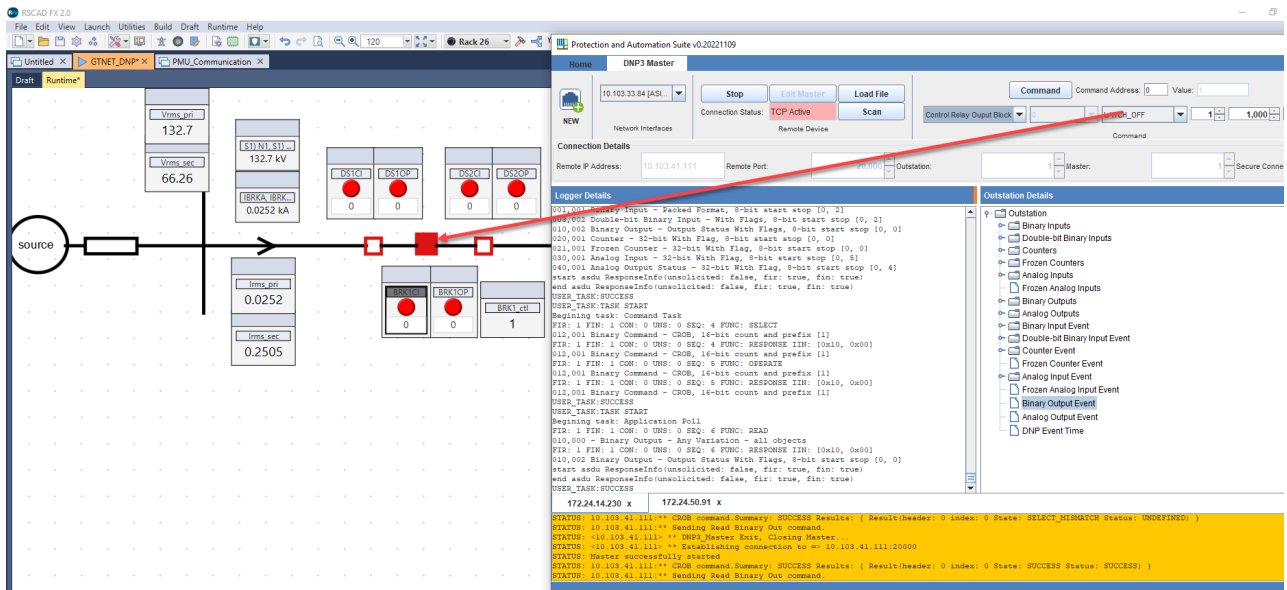 RSCAD FX 2.0
File Edit View Launch Utilities Build Draft Runtime Help
120
Rack 26
Untitled ×
GTNET_DNP* ×
PMU_Communication ×
Draft
Runtime*
Vrms_pri
132.7
Vrms_sec
66.26
S1) N1, S1) ...
132.7 kV
IBRKA, IBRK...
0.0252 kA
DS1Cl
0
DS1OP
0
DS2Cl
0
DS2OP
0
source
Irms_pri
0.0252
Irms_sec
0.2505
BRK1Cl
0
BRK1OP
0
BRK1_ctl
1
Protection and Automation Suite v0.20221109
Home
DNP3 Master
NEW
10.103.33.84 [ASI...
Network Interfaces
Stop
Edit Master
Load File
Connection Status:
TCP Active
Scan
Remote Device
Command
Command Address:
0
Value:
1
Control Relay Ouput Block
0
LATCH_OFF
1
1,000
Command
Connection Details
Remote IP Address:
10.103.41.111
Remote Port:
20,000
Outstation:
1
Master:
1
Secure Conne
Logger Details
001,001 Binary Input - Packed Format, 8-bit start stop [0, 2]
003,002 Double-bit Binary Input - With Flags, 8-bit start stop [0, 2]
010,002 Binary Output - Output Status With Flags, 8-bit start stop [0, 0]
020,001 Counter - 32-bit With Flag, 8-bit start stop [0, 0]
021,001 Frozen Counter - 32-bit With Flag, 8-bit start stop [0, 0]
030,001 Analog Input - 32-bit With Flag, 8-bit start stop [0, 5]
040,001 Analog Output Status - 32-bit With Flag, 8-bit start stop [0, 4]
start asdu ResponseInfo(unsolicited: false, fir: true, fin: true)
end asdu ResponseInfo(unsolicited: false, fir: true, fin: true)
USER_TASK:SUCCESS
USER_TASK:TASK START
Begining task: Command Task
FIR: 1 FIN: 1 CON: 0 UNS: 0 SEQ: 4 FUNC: SELECT
012,001 Binary Command - CROB, 16-bit count and prefix [1]
FIR: 1 FIN: 1 CON: 0 UNS: 0 SEQ: 4 FUNC: RESPONSE IIN: [0x10, 0x00]
012,001 Binary Command - CROB, 16-bit count and prefix [1]
FIR: 1 FIN: 1 CON: 0 UNS: 0 SEQ: 5 FUNC: OPERATE
012,001 Binary Command - CROB, 16-bit count and prefix [1]
FIR: 1 FIN: 1 CON: 0 UNS: 0 SEQ: 5 FUNC: RESPONSE IIN: [0x10, 0x00]
012,001 Binary Command - CROB, 16-bit count and prefix [1]
USER_TASK:SUCCESS
USER_TASK:TASK START
Begining task: Application Poll
FIR: 1 FIN: 1 CON: 0 UNS: 0 SEQ: 6 FUNC: READ
010,000 - Binary Output - Any Variation - all objects
FIR: 1 FIN: 1 CON: 0 UNS: 0 SEQ: 6 FUNC: RESPONSE IIN: [0x10, 0x00]
010,002 Binary Output - Output Status With Flags, 8-bit start stop [0, 0]
start asdu ResponseInfo(unsolicited: false, fir: true, fin: true)
end asdu ResponseInfo(unsolicited: false, fir: true, fin: true)
USER_TASK:SUCCESS
Outstation Details
Outstation
Binary Inputs
Double-bit Binary Inputs
Counters
Frozen Counters
Analog Inputs
Frozen Analog Inputs
Binary Outputs
Analog Outputs
Binary Input Event
Double-bit Binary Input Event
Counter Event
Frozen Counter Event
Analog Input Event
Frozen Analog Input Event
Binary Output Event
Analog Output Event
DNP Event Time
172.24.14.230 x
172.24.50.91 x
STATUS: 10.103.41.111:** CROB command.Summary: SUCCESS Results: { Result(header: 0 index: 0 State: SELECT_MISMATCH Status: UNDEFINED) }
STATUS: 10.103.41.111:** Sending Read Binary Out command.
STATUS: <10.103.41.111> ** DNP3_Master Exit, Closing Master...
STATUS: <10.103.41.111> ** Establishing connection to => 10.103.41.111:20000
STATUS: Master successfully started
STATUS: 10.103.41.111:** CROB command.Summary: SUCCESS Results: { Result(header: 0 index: 0 State: SUCCESS Status: SUCCESS) }
STATUS: 10.103.41.111:** Sending Read Binary Out command.